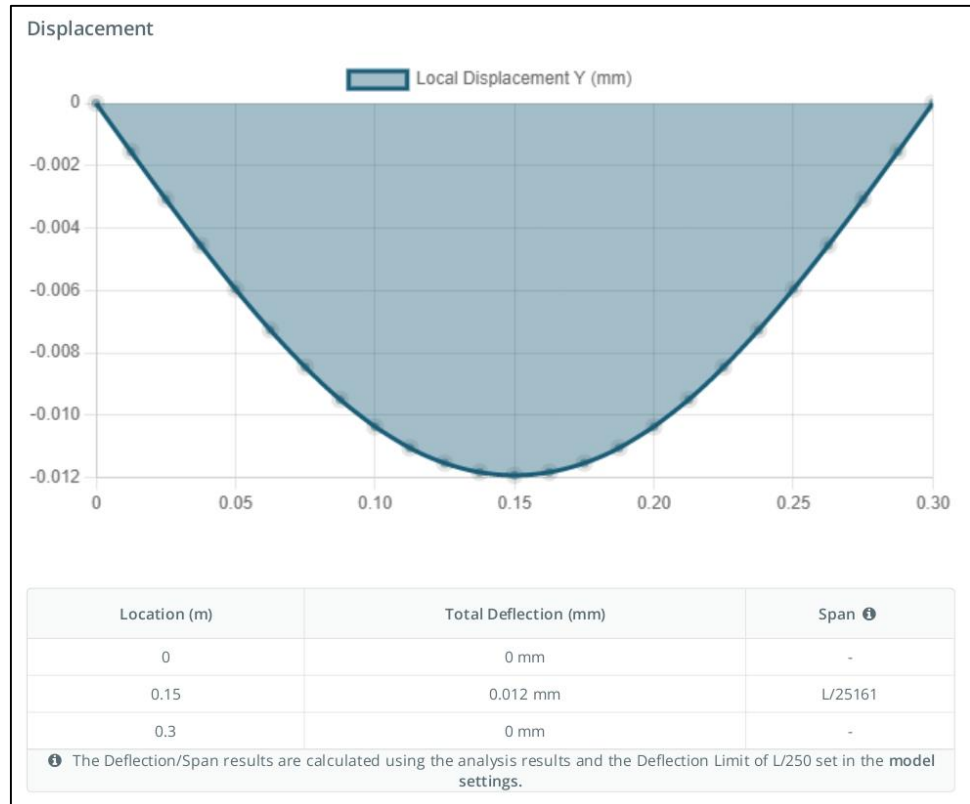 Displacement
Local Displacement Y (mm)
0
-0.002
-0.004
-0.006
-0.008
-0.010
-0.012
0 0.05 0.10 0.15 0.20 0.25 0.30
Location (m) Total Deflection (mm) Span
0 0 mm -
0.15 0.012 mm L/25161
0.3 0 mm -
The Deflection/Span results are calculated using the analysis results and the Deflection Limit of L/250 set in the model
settings.